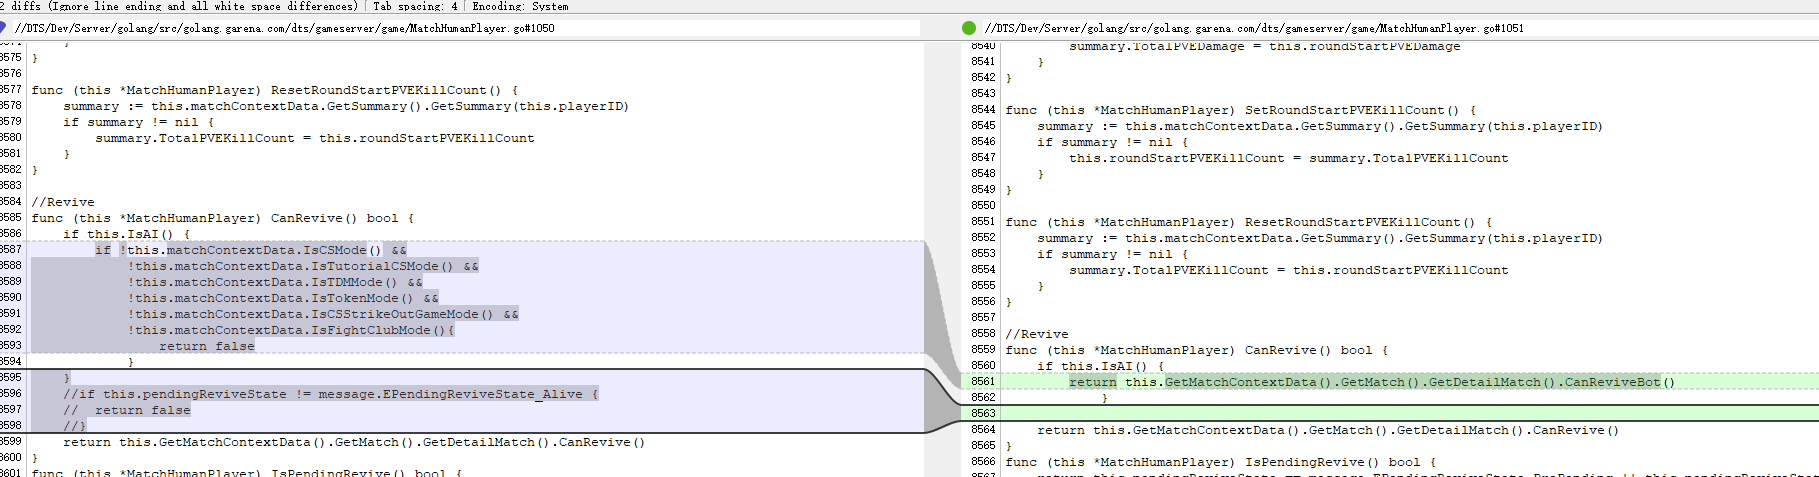 2 diffs (Ignore line ending and all white space differences) | Tab spacing: 4 | Encoding: System
//DTS/Dev/Server/golang/src/golang.garena.com/dts/gameserver/game/MatchHumanPlayer.go#1050
8574 }
8575 }
8576
8577 func (this *MatchHumanPlayer) ResetRoundStartPVEKillCount() {
8578 summary := this.matchContextData.GetSummary().GetSummary(this.playerID)
8579 if summary != nil {
8580 summary.TotalPVEKillCount = this.roundStartPVEKillCount
8581 }
8582 }
8583
8584 //Revive
8585 func (this *MatchHumanPlayer) CanRevive() bool {
8586 if this.IsAI() {
8587 if !this.matchContextData.IsCSMode() &&
8588 !this.matchContextData.IsTutorialCSMode() &&
8589 !this.matchContextData.IsTDMMode() &&
8590 !this.matchContextData.IsTokenMode() &&
8591 !this.matchContextData.IsCSStrikeOutGameMode() &&
8592 !this.matchContextData.IsFightClubMode(){
8593 return false
8594 }
8595 }
8596 //if this.pendingReviveState != message.EPendingReviveState_Alive {
8597 // return false
8598 //}
8599 return this.GetMatchContextData().GetMatch().GetDetailMatch().CanRevive()
8600 }
8601 func (this *MatchHumanPlayer) IsPendingRevive() bool {
//DTS/Dev/Server/golang/src/golang.garena.com/dts/gameserver/game/MatchHumanPlayer.go#1051
8540 summary.TotalPVEDamage = this.roundStartPVEDamage
8541 }
8542 }
8543
8544 func (this *MatchHumanPlayer) SetRoundStartPVEKillCount() {
8545 summary := this.matchContextData.GetSummary().GetSummary(this.playerID)
8546 if summary != nil {
8547 this.roundStartPVEKillCount = summary.TotalPVEKillCount
8548 }
8549 }
8550
8551 func (this *MatchHumanPlayer) ResetRoundStartPVEKillCount() {
8552 summary := this.matchContextData.GetSummary().GetSummary(this.playerID)
8553 if summary != nil {
8554 summary.TotalPVEKillCount = this.roundStartPVEKillCount
8555 }
8556 }
8557
8558 //Revive
8559 func (this *MatchHumanPlayer) CanRevive() bool {
8560 if this.IsAI() {
8561 return this.GetMatchContextData().GetMatch().GetDetailMatch().CanReviveBot()
8562 }
8563
8564 return this.GetMatchContextData().GetMatch().GetDetailMatch().CanRevive()
8565 }
8566 func (this *MatchHumanPlayer) IsPendingRevive() bool {